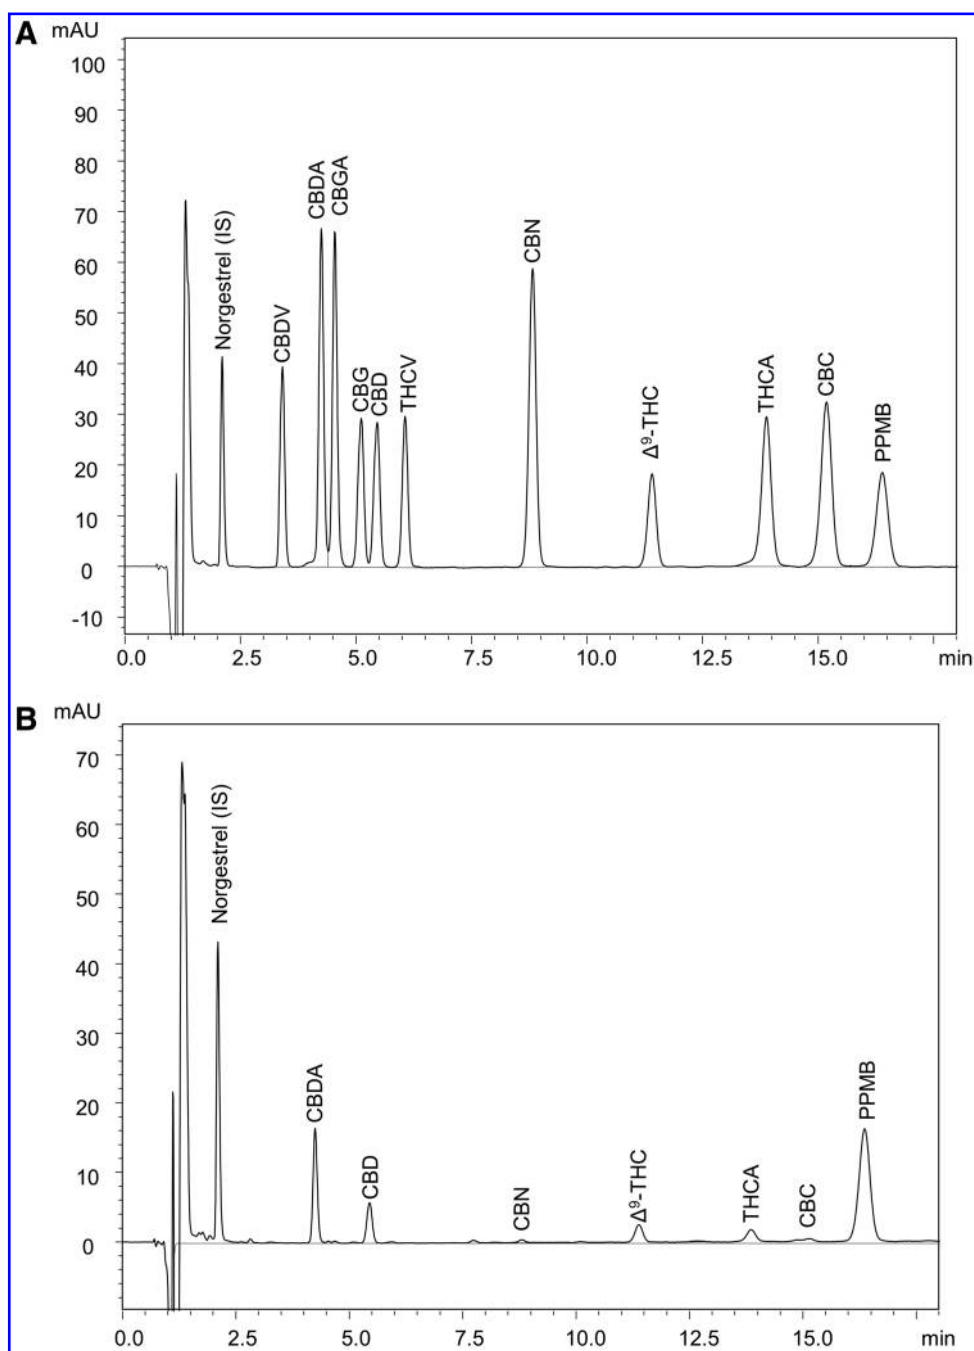 A mAU
100
90
80
70
60
50
40
30
20
10
0
-10
Norgestrel (IS)
CBDV
CBDA
CBGA
CBG
CBD
THCV
CBN
Δ⁹-THC
THCA
CBC
PPMB
0.0 2.5 5.0 7.5 10.0 12.5 15.0 min
B mAU
70
60
50
40
30
20
10
0
Norgestrel (IS)
CBDA
CBD
CBN
Δ⁹-THC
THCA
CBC
PPMB
0.0 2.5 5.0 7.5 10.0 12.5 15.0 min